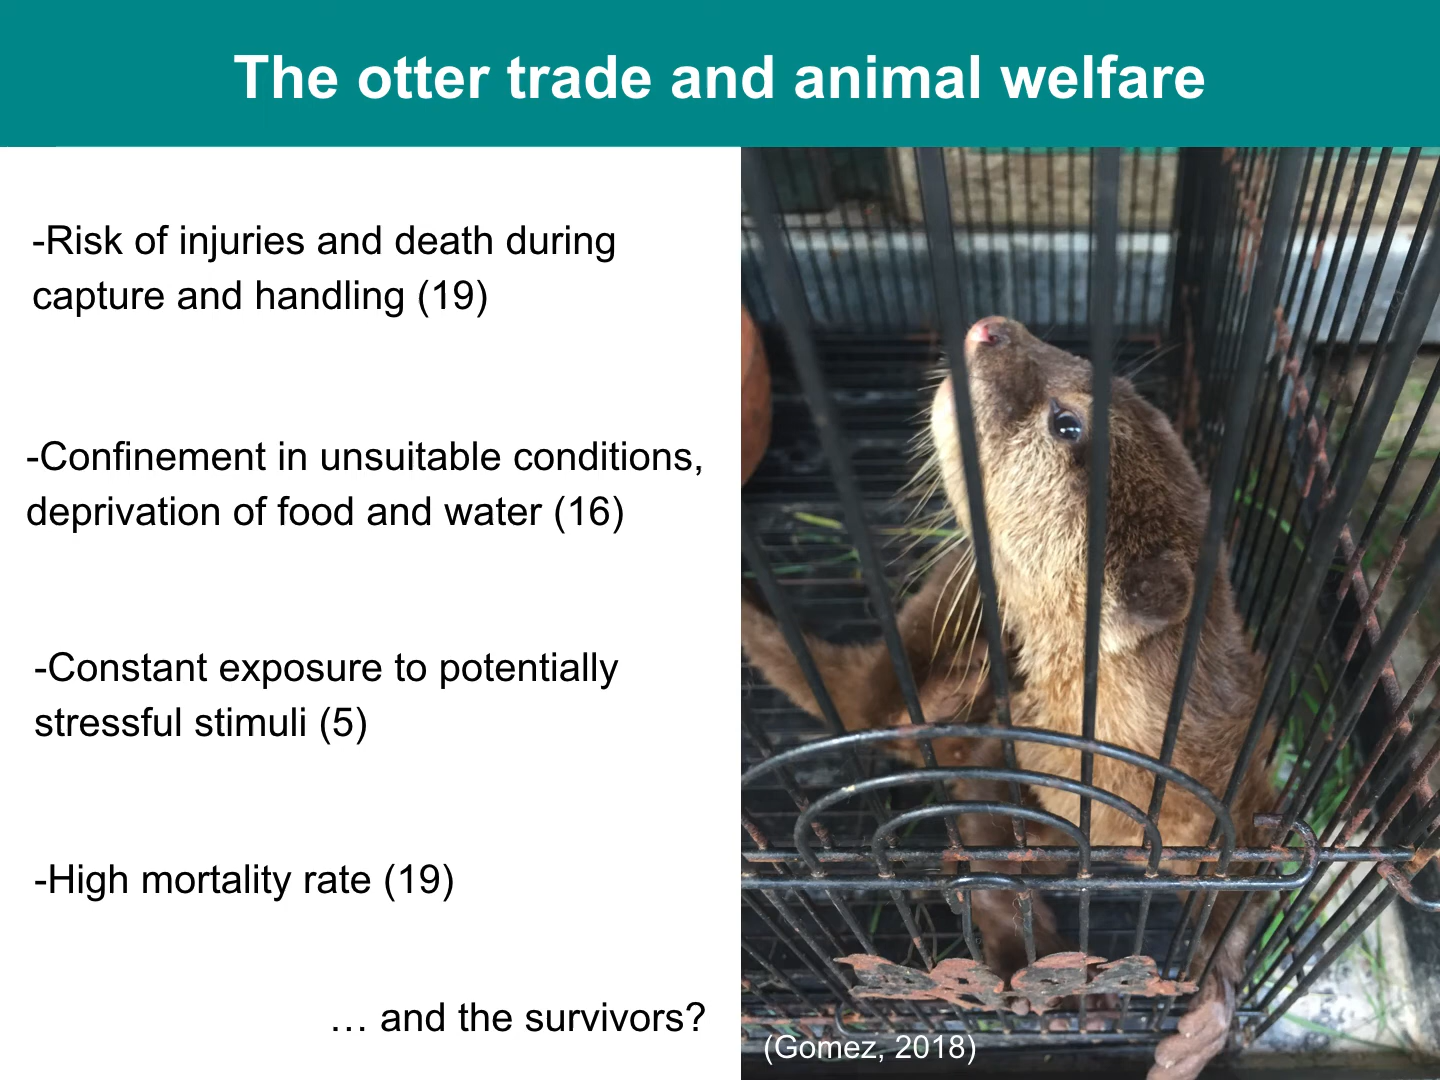 The otter trade and animal welfare
-Risk of injuries and death during
capture and handling (19)
-Confinement in unsuitable conditions,
deprivation of food and water (16)
-Constant exposure to potentially
stressful stimuli (5)
-High mortality rate (19)
… and the survivors?
(Gomez, 2018)